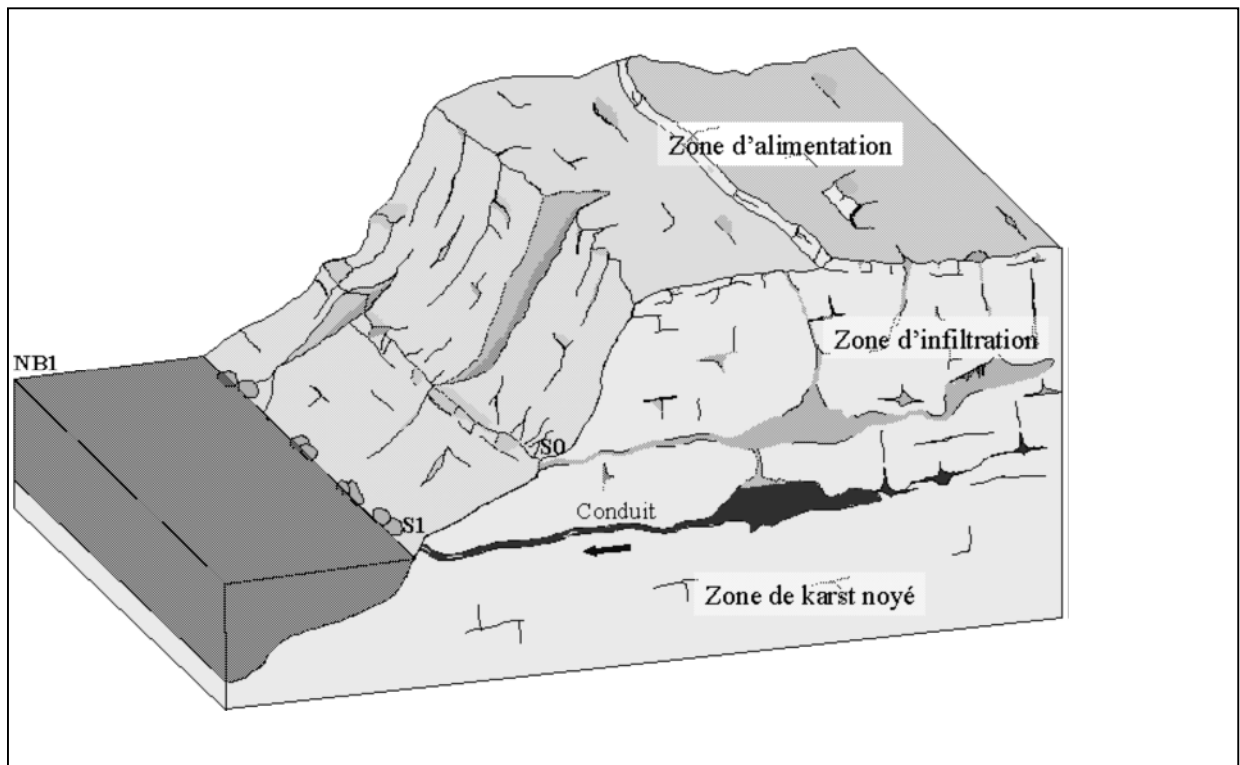 Zone d'alimentation
Zone d'infiltration
NB1
S0
S1
Conduit
Zone de karst noyé